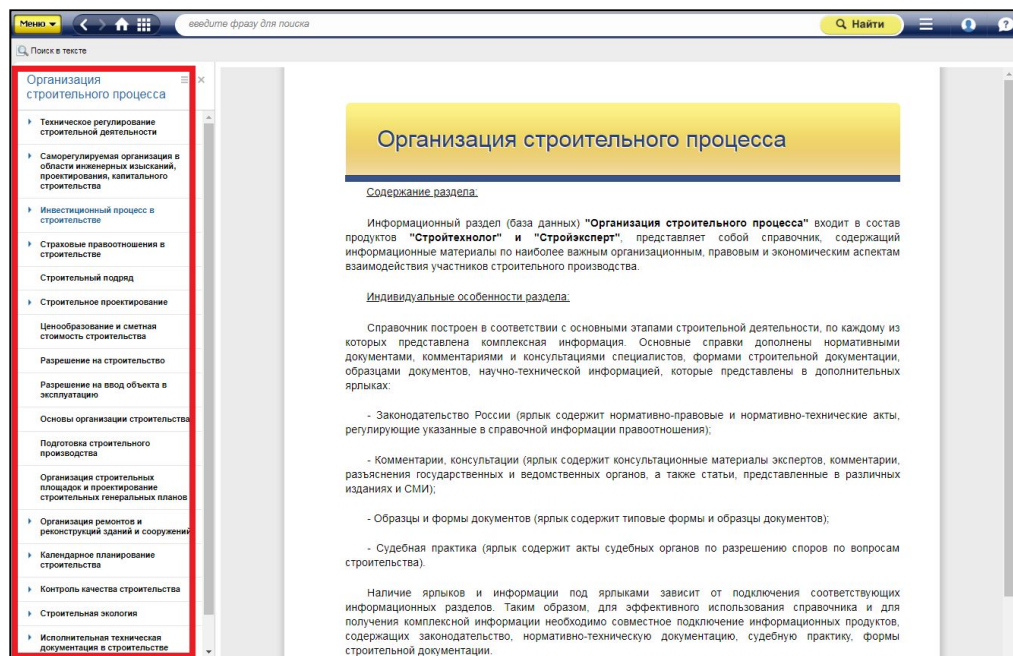 Меню
введите фразу для поиска
Найти
?
Поиск в тексте
Организация
строительного процесса
Техническое регулирование
строительной деятельности
Саморегулируемая организация в
области инженерных изысканий,
проектирования, капитального
строительства
Инвестиционный процесс в
строительстве
Страховые правоотношения в
строительстве
Строительный подряд
Строительное проектирование
Ценообразование и сметная
стоимость строительства
Разрешение на строительство
Разрешение на ввод объекта в
эксплуатацию
Основы организации строительства
Подготовка строительного
производства
Организация строительных
площадок и проектирование
строительных генеральных планов
Организация ремонтов и
реконструкций зданий и сооружений
Календарное планирование
строительства
Контроль качества строительства
Строительная экология
Исполнительная техническая
документация в строительстве
Организация строительного процесса
Содержание раздела:
Информационный раздел (база данных) "Организация строительного процесса" входит в состав
продуктов "Стройтехнолог" и "Стройэксперт", представляет собой справочник, содержащий
информационные материалы по наиболее важным организационным, правовым и экономическим аспектам
взаимодействия участников строительного производства.
Индивидуальные особенности раздела:
Справочник построен в соответствии с основными этапами строительной деятельности, по каждому из
которых представлена комплексная информация. Основные справки дополнены нормативными
документами, комментариями и консультациями специалистов, формами строительной документации,
образцами документов, научно-технической информацией, которые представлены в дополнительных
ярлыках:
- Законодательство России (ярлык содержит нормативно-правовые и нормативно-технические акты,
регулирующие указанные в справочной информации правоотношения);
- Комментарии, консультации (ярлык содержит консультационные материалы экспертов, комментарии,
разъяснения государственных и ведомственных органов, а также статьи, представленные в различных
изданиях и СМИ);
- Образцы и формы документов (ярлык содержит типовые формы и образцы документов);
- Судебная практика (ярлык содержит акты судебных органов по разрешению споров по вопросам
строительства).
Наличие ярлыков и информации под ярлыками зависит от подключения соответствующих
информационных разделов. Таким образом, для эффективного использования справочника и для
получения комплексной информации необходимо совместное подключение информационных продуктов,
содержащих законодательство, нормативно-техническую документацию, судебную практику, формы
строительной документации.